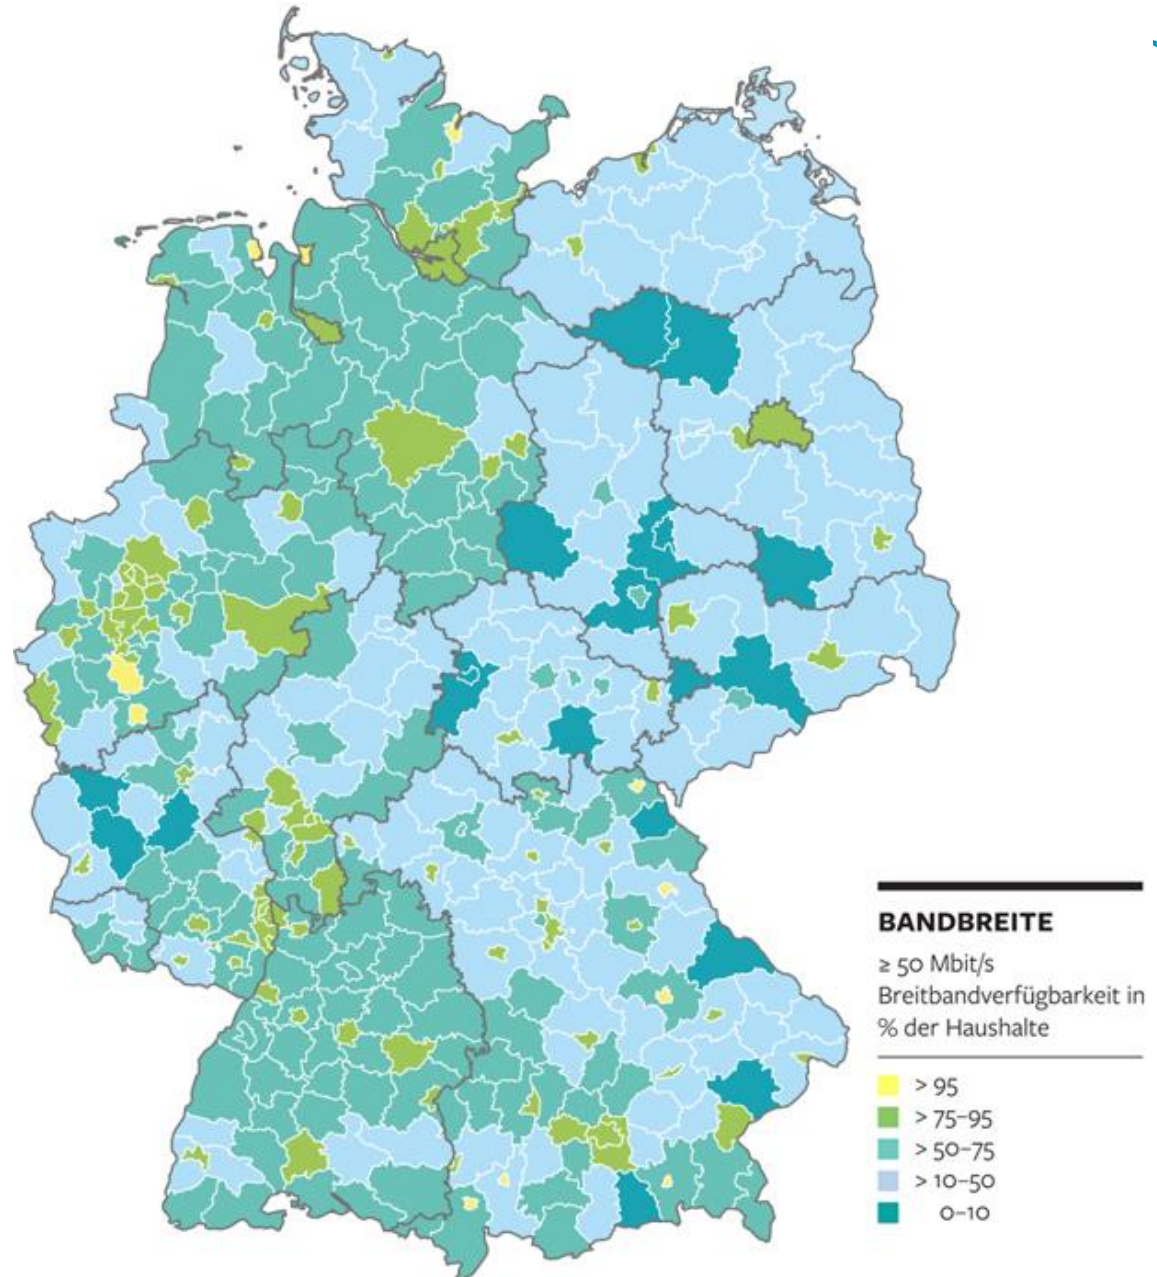 BANDBREITE
≥ 50 Mbit/s
Breitbandverfügbarkeit in
% der Haushalte
> 95
> 75–95
> 50–75
> 10–50
0–10